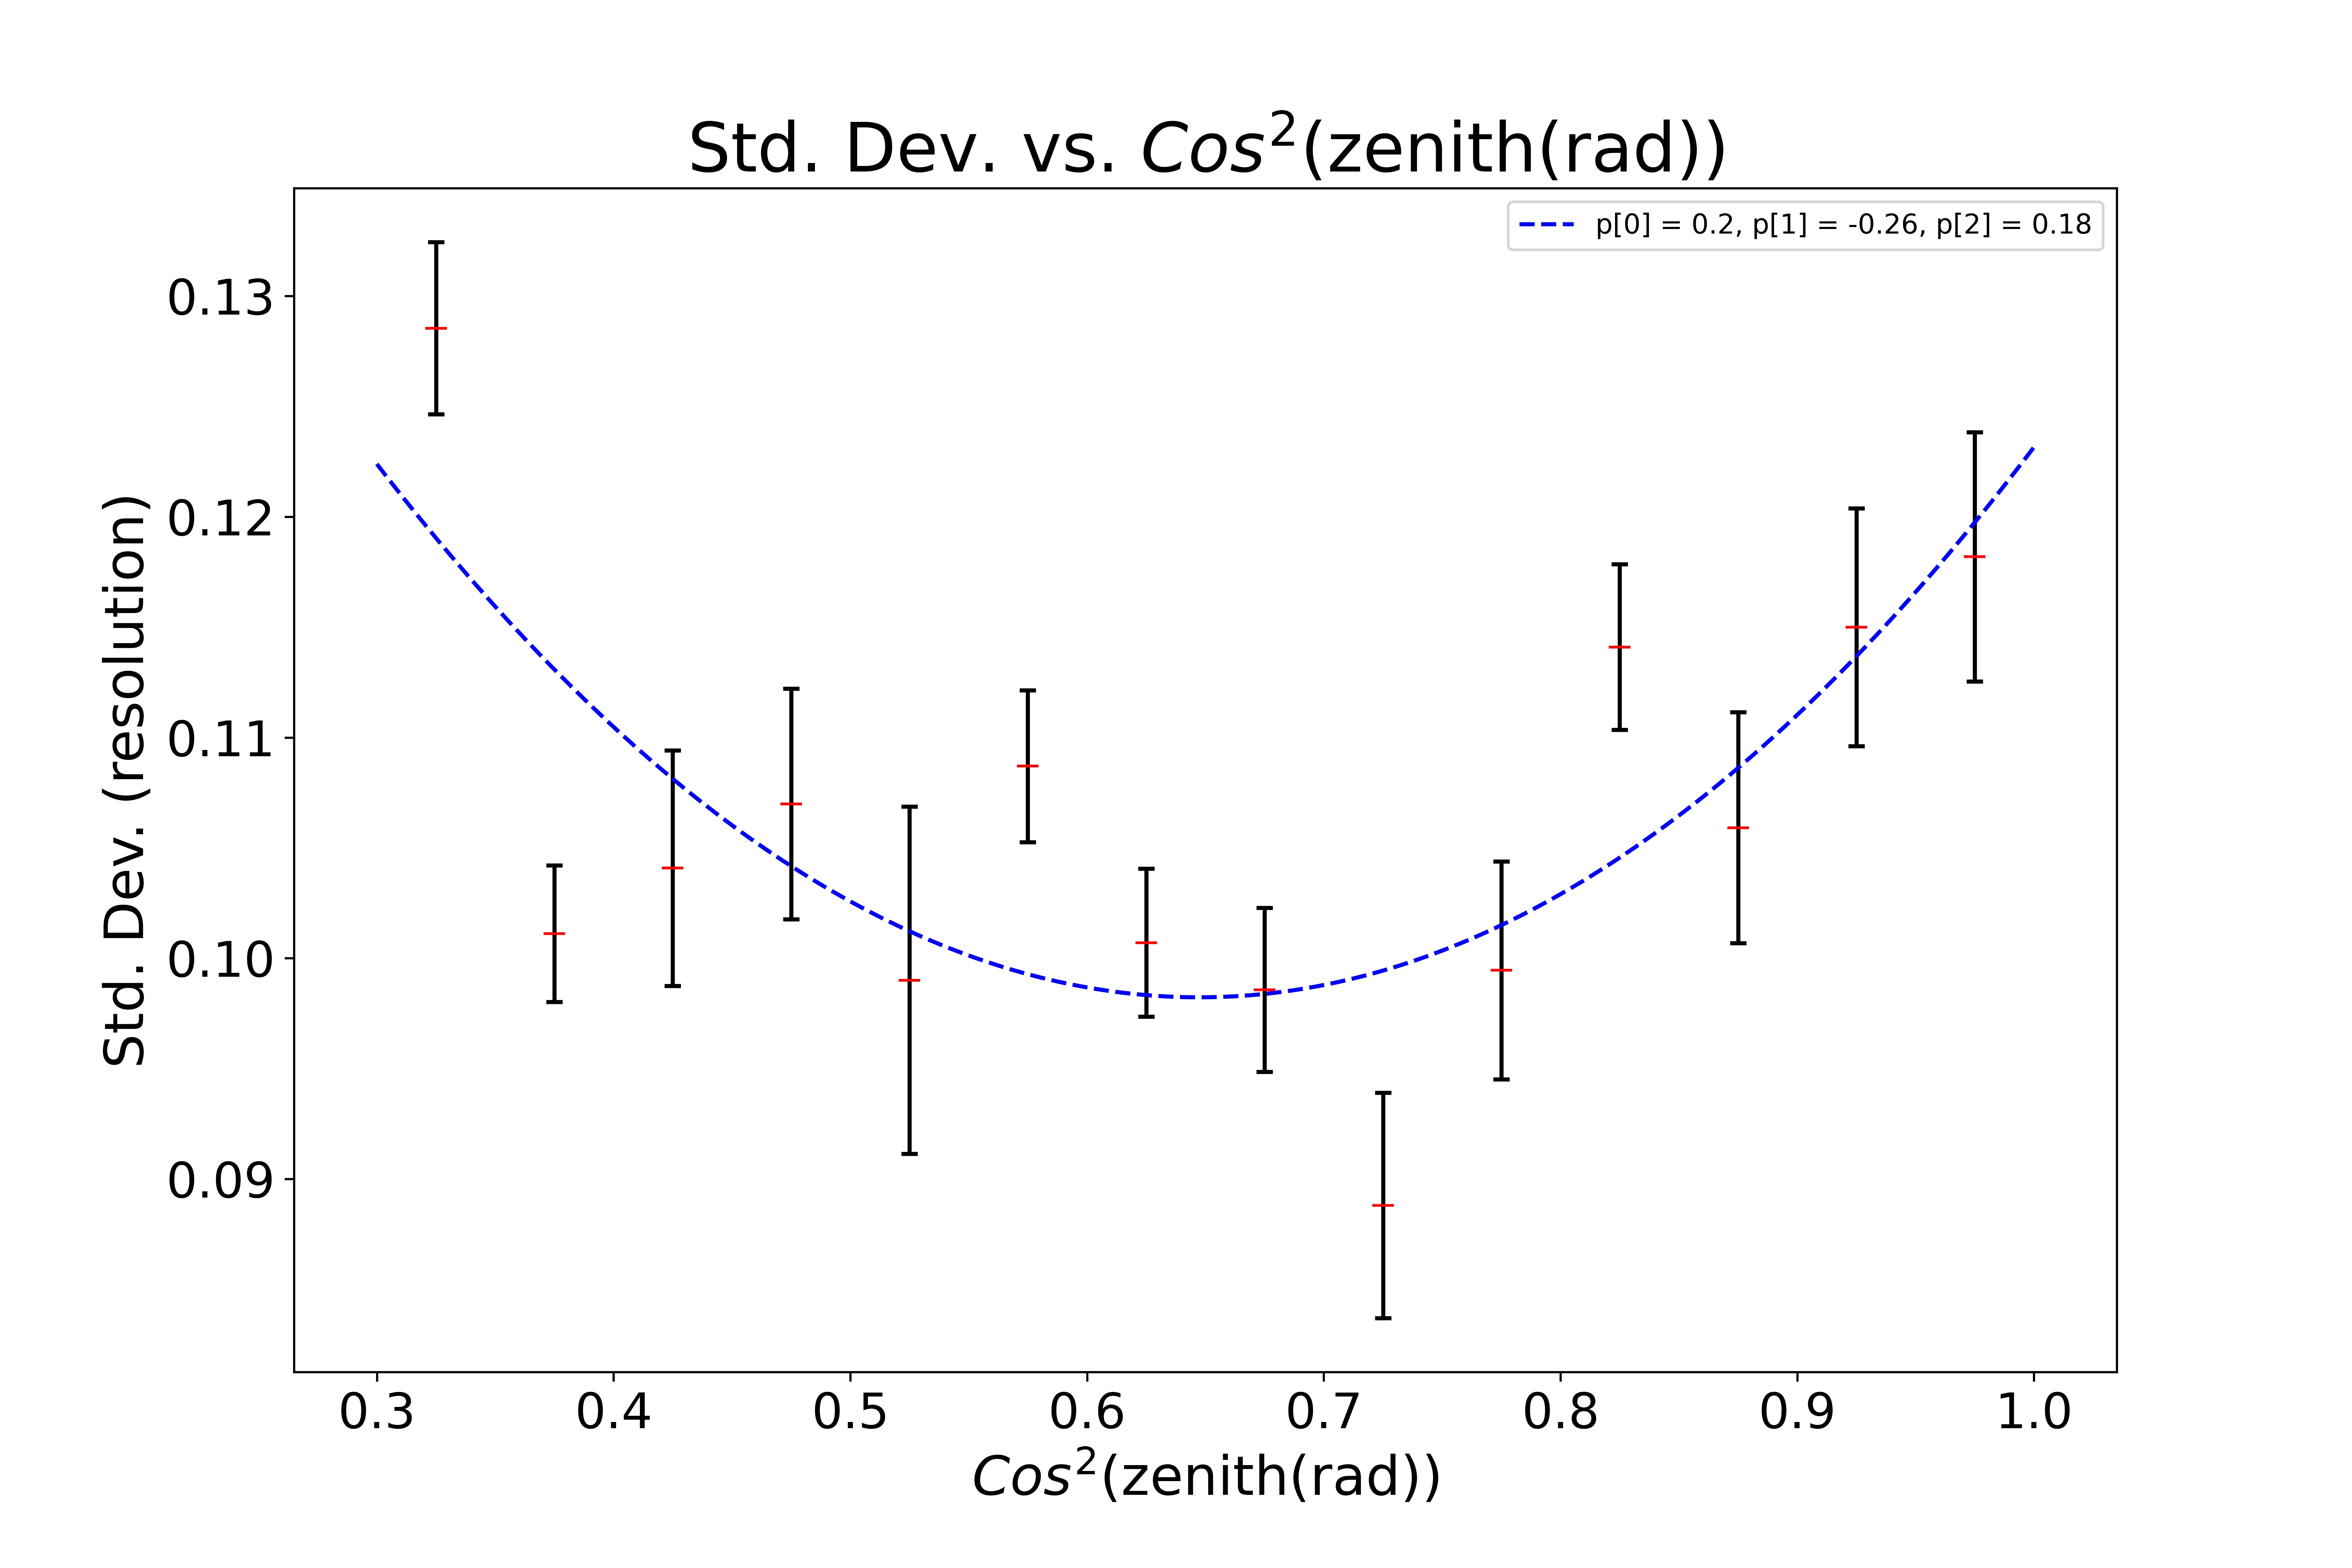 Std. Dev. vs. Cos²(zenith(rad))
p[0] = 0.2, p[1] = -0.26, p[2] = 0.18
Std. Dev. (resolution)
0.13
0.12
0.11
0.10
0.09
0.3 0.4 0.5 0.6 0.7 0.8 0.9 1.0
Cos²(zenith(rad))